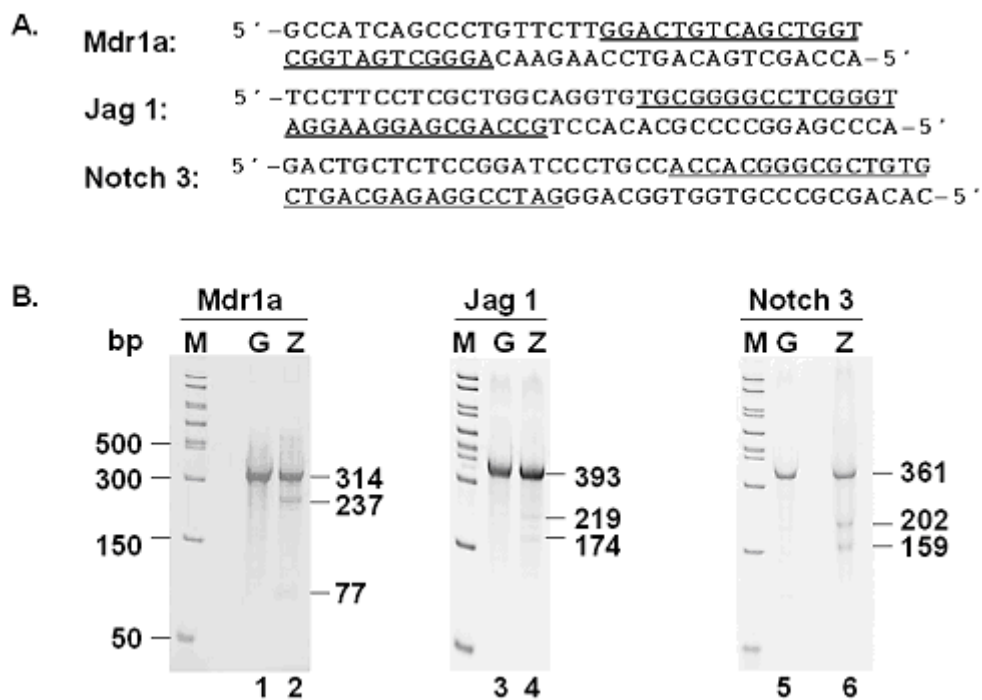 A.
Mdr1a:
5´-GCCATCAGCCCTGTTCTTGGACTGTCAGCTGGT
CGGTAGTCGGGACAAGAACCTGACAGTCGACCA-5´
Jag 1:
5´-TCCTTCCTCGCTGGCAGGTGTGCGGGGCCTCGGGT
AGGAAGGAGCGACCGTCCACACGCCCCGGAGCCCA-5´
Notch 3:
5´-GACTGCTCTCCGGATCCCTGCCACCACGGGCGCTGTG
CTGACGAGAGGCCTAGGGACGGTGGTGCCCGCGACAC-5´
B.
Mdr1a Jag 1 Notch 3
bp M G Z M G Z M G Z
500
300
150
50
314
237
77
393
219
174
361
202
159
1 2 3 4 5 6